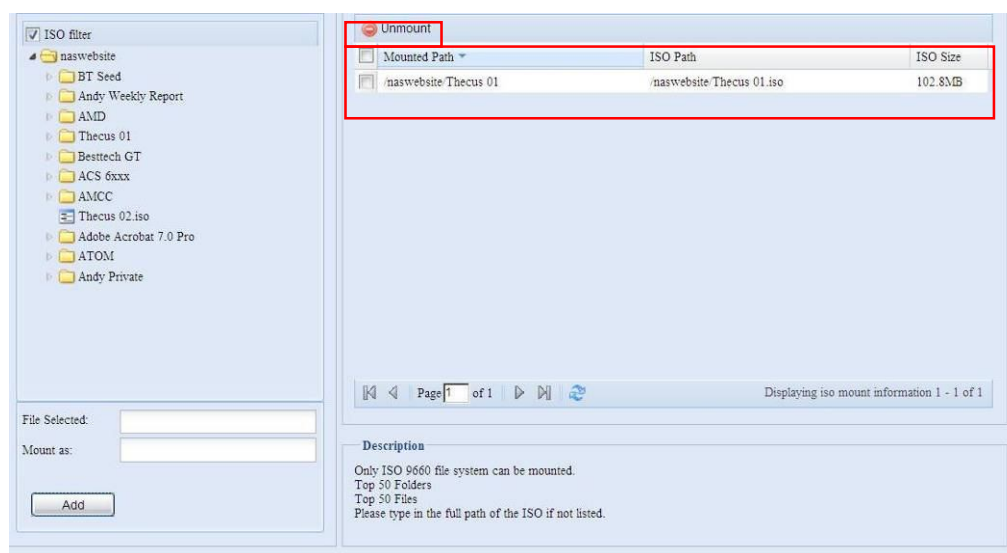 ISO filter
naswebsite
BT Seed
Andy Weekly Report
AMD
Thecus 01
Besttech GT
ACS 6xxx
AMCC
Thecus 02.iso
Adobe Acrobat 7.0 Pro
ATOM
Andy Private
File Selected:
Mount as:
Add
Unmount
Mounted Path ISO Path ISO Size
/naswebsite/Thecus 01 /naswebsite/Thecus 01.iso 102.8MB
Page 1 of 1 Displaying iso mount information 1 - 1 of 1
Description
Only ISO 9660 file system can be mounted.
Top 50 Folders
Top 50 Files
Please type in the full path of the ISO if not listed.